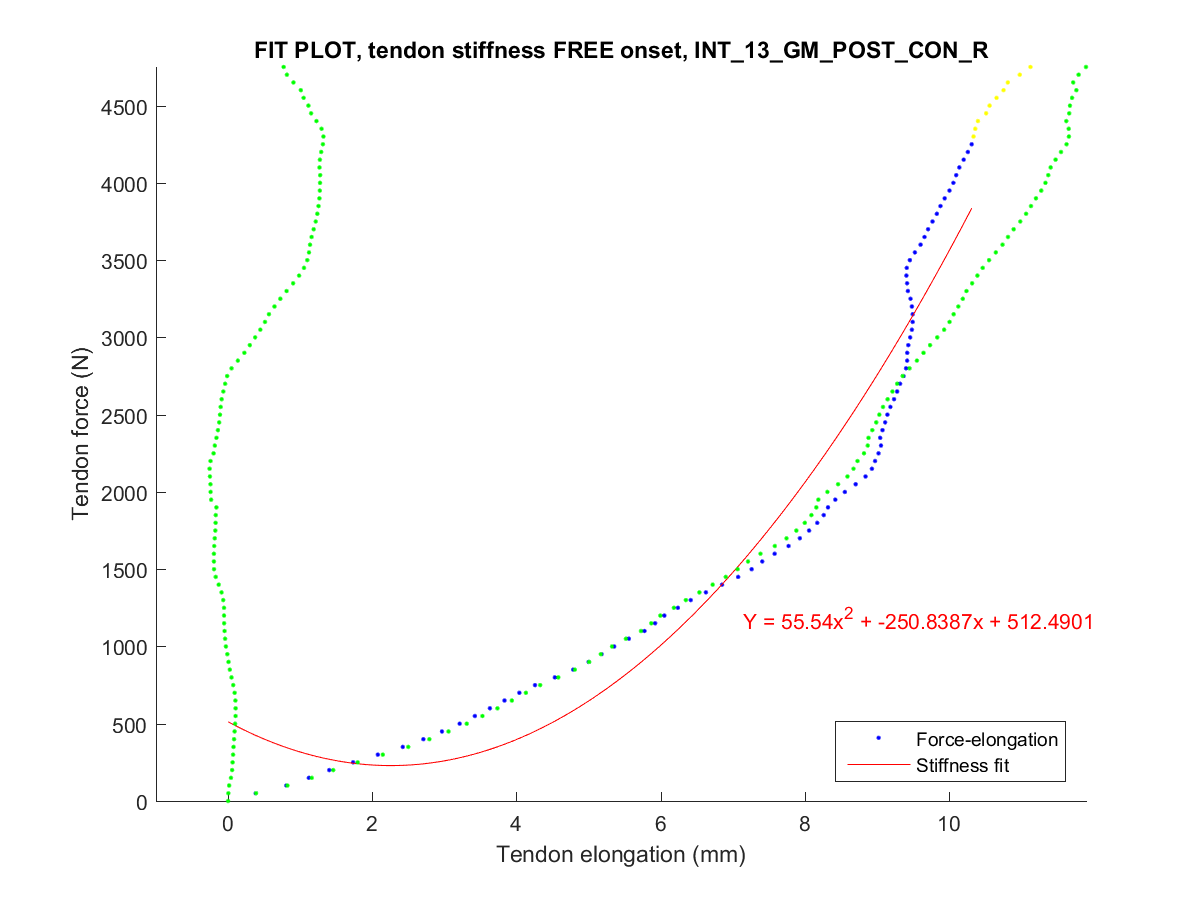 FIT PLOT, tendon stiffness FREE onset, INT_13_GM_POST_CON_R
4500
4000
3500
3000
2500
2000
1500
1000
500
0
Tendon force (N)
Y = 55.54x² + -250.8387x + 512.4901
Force-elongation
Stiffness fit
0 2 4 6 8 10
Tendon elongation (mm)